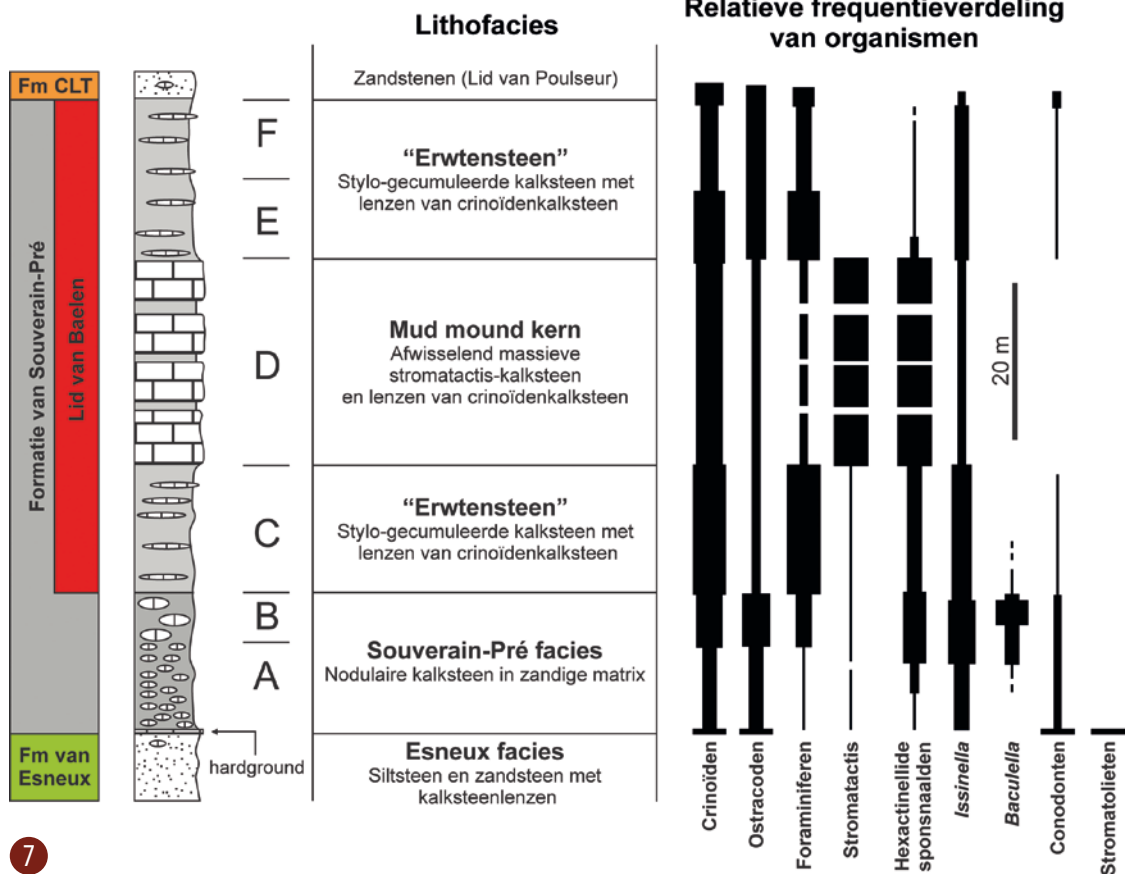 Lithofacies
Relatieve frequentieverdeling
van organismen
Fm CLT
Formatie van Souverain-Pré
Lid van Baelen
Fm van
Esneux
F
E
D
C
B
A
hardground
Zandstenen (Lid van Poulseur)
“Erwtensteen”
Stylo-gecumuleerde kalksteen met
lenzen van crinoïdenkalksteen
Mud mound kern
Afwisselend massieve
stromatactis-kalksteen
en lenzen van crinoïdenkalksteen
“Erwtensteen”
Stylo-gecumuleerde kalksteen met
lenzen van crinoïdenkalksteen
Souverain-Pré facies
Nodulaire kalksteen in zandige matrix
Esneux facies
Siltsteen en zandsteen met
kalksteenlenzen
20 m
Crinoïden
Ostracoden
Foraminiferen
Stromatactis
Hexactinellide
sponsnaalden
Issinella
Baculella
Conodonten
Stromatolieten
7